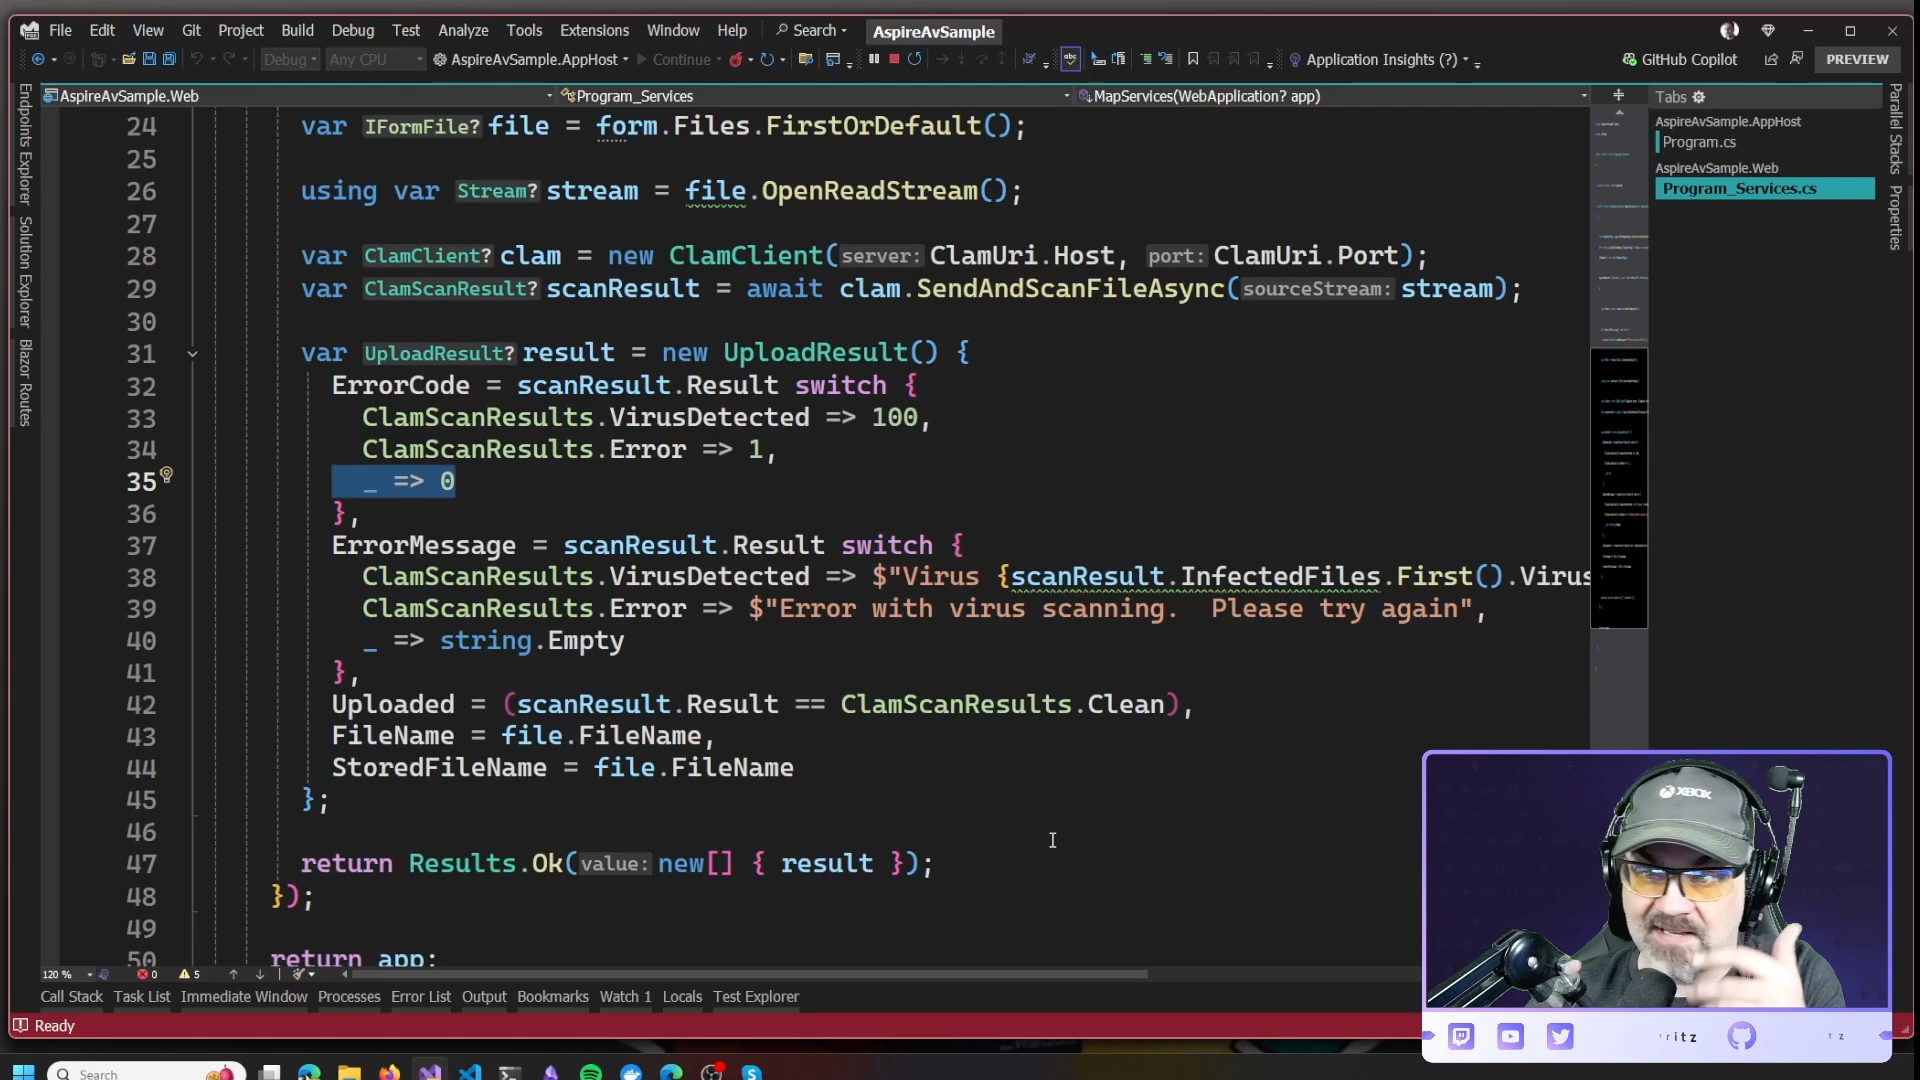 File Edit View Git Project Build Debug Test Analyze Tools Extensions Window Help Search AspireAvSample
Debug Any CPU AspireAvSample.AppHost Continue Application Insights (?) GitHub Copilot PREVIEW
AspireAvSample.Web Program_Services MapServices(WebApplication? app)
24 var IFormFile? file = form.Files.FirstOrDefault();
25
26 using var Stream? stream = file.OpenReadStream();
27
28 var ClamClient? clam = new ClamClient(server: ClamUri.Host, port: ClamUri.Port);
29 var ClamScanResult? scanResult = await clam.SendAndScanFileAsync(sourceStream: stream);
30
31 var UploadResult? result = new UploadResult() {
32 ErrorCode = scanResult.Result switch {
33 ClamScanResults.VirusDetected => 100,
34 ClamScanResults.Error => 1,
35 _ => 0
36 },
37 ErrorMessage = scanResult.Result switch {
38 ClamScanResults.VirusDetected => $"Virus {scanResult.InfectedFiles.First().Virus
39 ClamScanResults.Error => $"Error with virus scanning.  Please try again",
40 _ => string.Empty
41 },
42 Uploaded = (scanResult.Result == ClamScanResults.Clean),
43 FileName = file.FileName,
44 StoredFileName = file.FileName
45 };
46
47 return Results.Ok(value: new[] { result });
48 });
49
50 return app;
120 % 0 5
Call Stack Task List Immediate Window Processes Error List Output Bookmarks Watch 1 Locals Test Explorer
Ready
Search
Endpoints Explorer
Solution Explorer
Blazor Routes
Tabs
AspireAvSample.AppHost
Program.cs
AspireAvSample.Web
Program_Services.cs
Parallel Stacks
Properties
XBOX
ritz